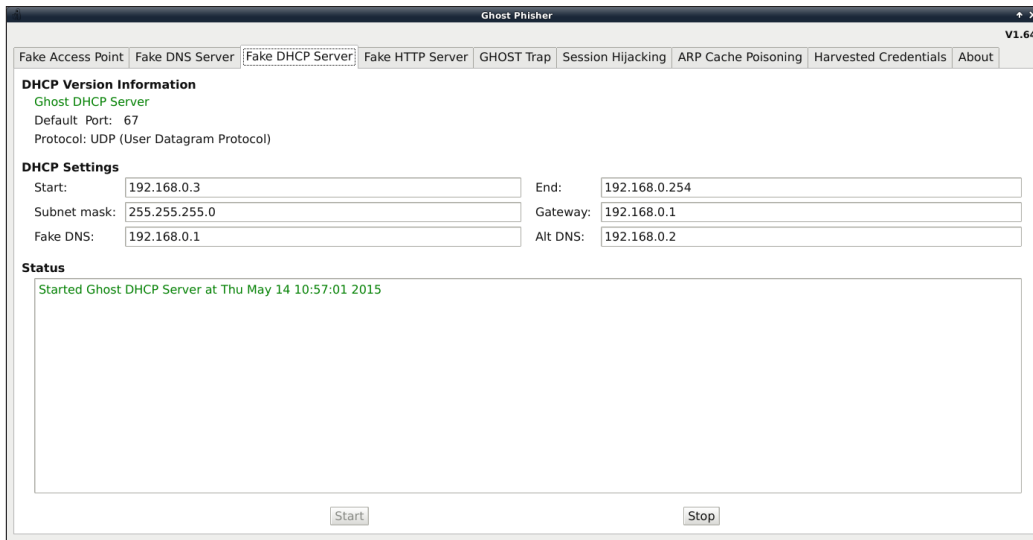 Ghost Phisher
V1.64
Fake Access Point Fake DNS Server Fake DHCP Server Fake HTTP Server GHOST Trap Session Hijacking ARP Cache Poisoning Harvested Credentials About
DHCP Version Information
Ghost DHCP Server
Default Port: 67
Protocol: UDP (User Datagram Protocol)
DHCP Settings
Start: 192.168.0.3 End: 192.168.0.254
Subnet mask: 255.255.255.0 Gateway: 192.168.0.1
Fake DNS: 192.168.0.1 Alt DNS: 192.168.0.2
Status
Started Ghost DHCP Server at Thu May 14 10:57:01 2015
Start Stop